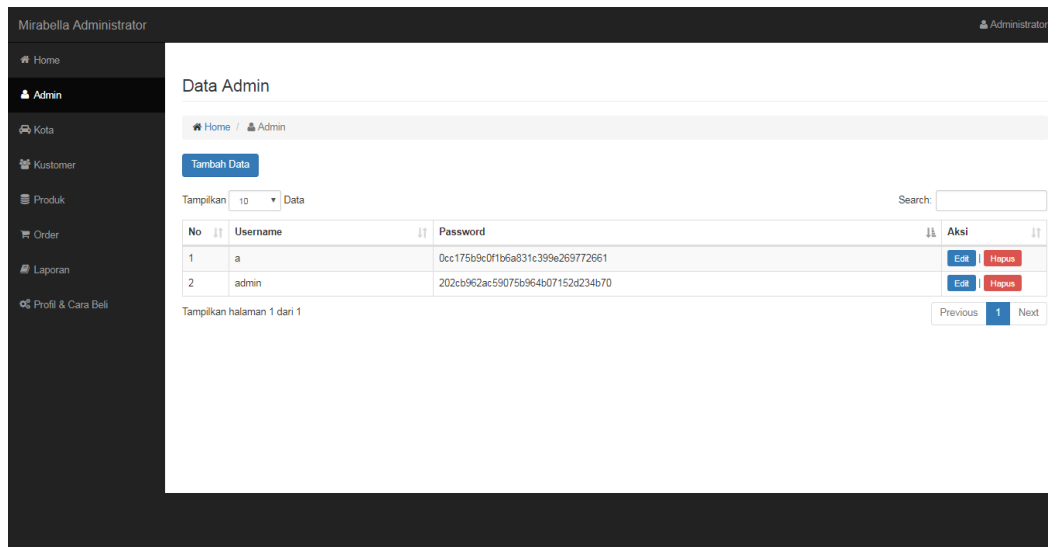 Mirabella Administrator
Administrator
Home
Admin
Kota
Kustomer
Produk
Order
Laporan
Profil & Cara Beli
Data Admin
Home / Admin
Tambah Data
Tampilkan 10 Data
Search:
No Username Password Aksi
1 a 0cc175b9c0f1b6a831c399e269772661 Edit | Hapus
2 admin 202cb962ac59075b964b07152d234b70 Edit | Hapus
Tampilkan halaman 1 dari 1
Previous 1 Next